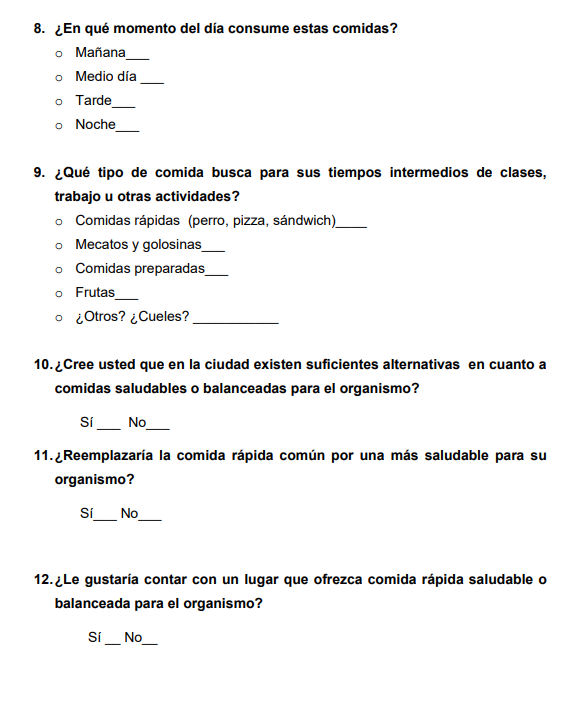 8. ¿En qué momento del día consume estas comidas?
o Mañana___
o Medio día ___
o Tarde___
o Noche___
9. ¿Qué tipo de comida busca para sus tiempos intermedios de clases,
trabajo u otras actividades?
o Comidas rápidas (perro, pizza, sándwich)____
o Mecatos y golosinas___
o Comidas preparadas___
o Frutas___
o ¿Otros? ¿Cueles? ___________
10. ¿Cree usted que en la ciudad existen suficientes alternativas en cuanto a
comidas saludables o balanceadas para el organismo?
Sí ___ No___
11. ¿Reemplazaría la comida rápida común por una más saludable para su
organismo?
Sí___ No___
12. ¿Le gustaría contar con un lugar que ofrezca comida rápida saludable o
balanceada para el organismo?
Sí __ No__